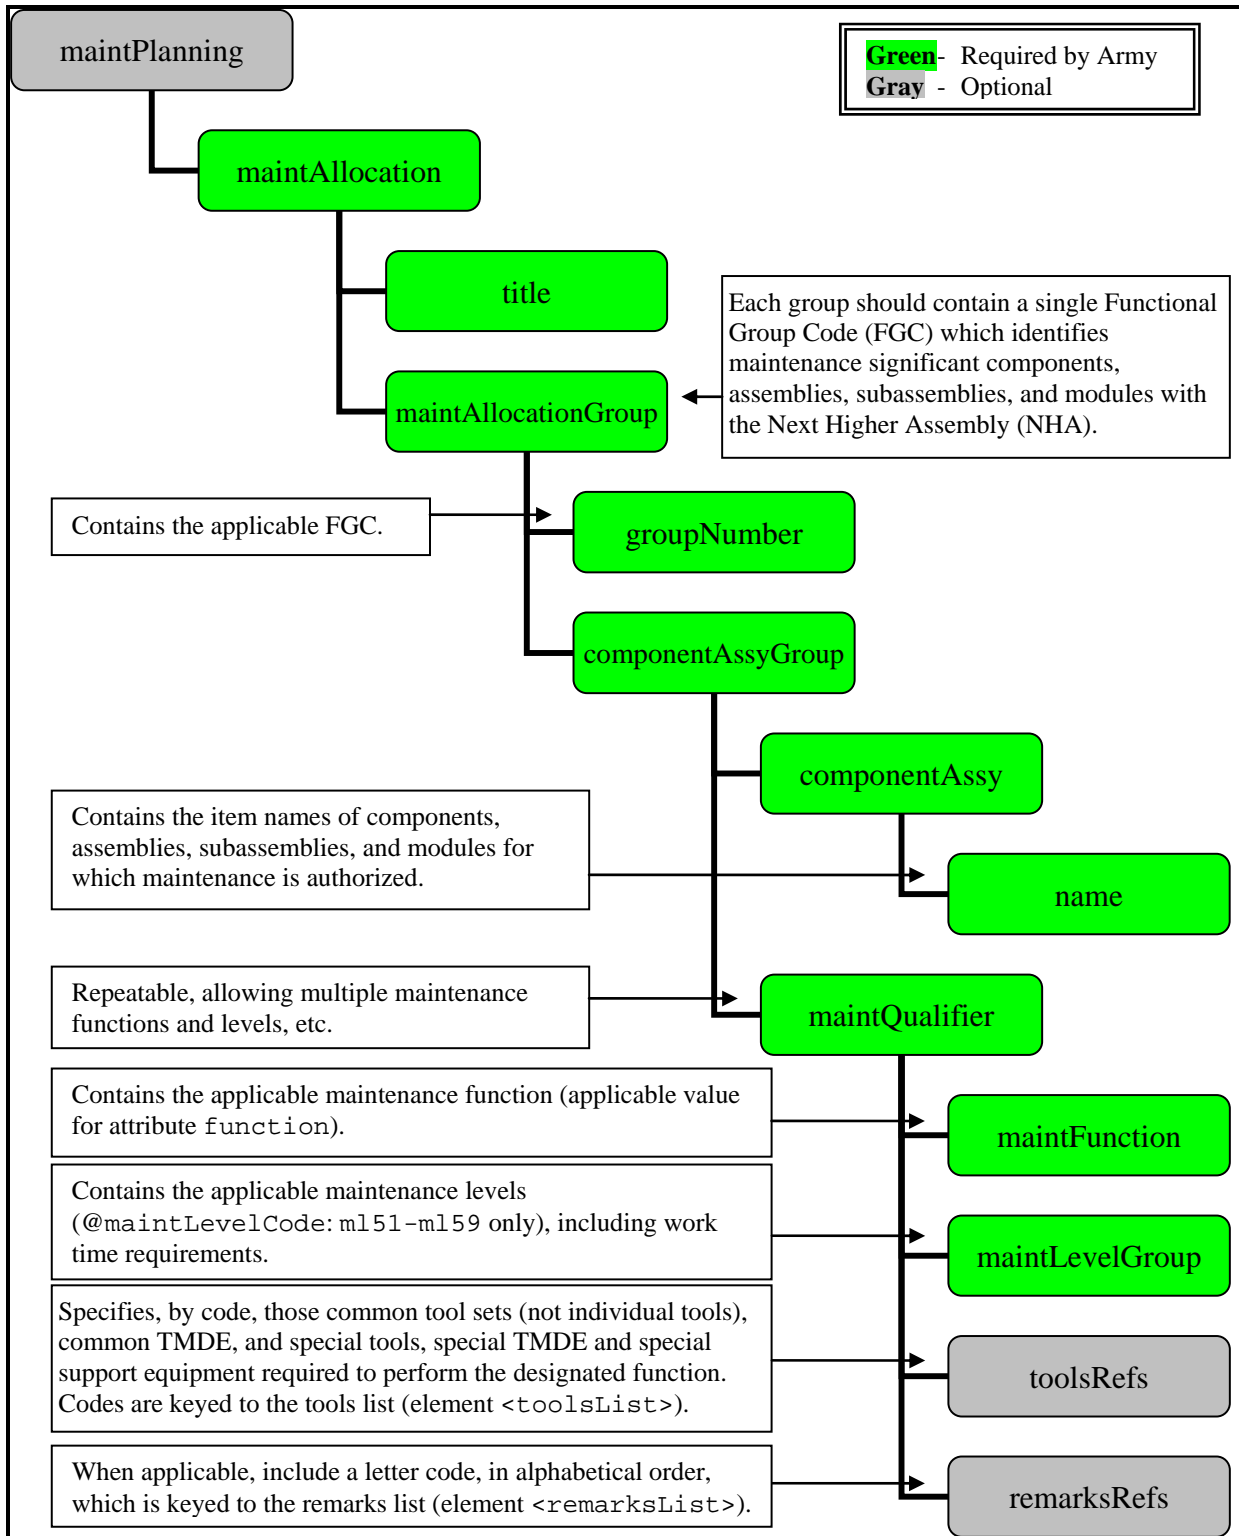 maintPlanning
Green- Required by Army
Gray - Optional
maintAllocation
title
Each group should contain a single Functional
Group Code (FGC) which identifies
maintenance significant components,
assemblies, subassemblies, and modules with
the Next Higher Assembly (NHA).
maintAllocationGroup
Contains the applicable FGC.
groupNumber
componentAssyGroup
componentAssy
Contains the item names of components,
assemblies, subassemblies, and modules for
which maintenance is authorized.
name
Repeatable, allowing multiple maintenance
functions and levels, etc.
maintQualifier
Contains the applicable maintenance function (applicable value
for attribute function).
maintFunction
Contains the applicable maintenance levels
(@maintLevelCode: ml51-ml59 only), including work
time requirements.
maintLevelGroup
Specifies, by code, those common tool sets (not individual tools),
common TMDE, and special tools, special TMDE and special
support equipment required to perform the designated function.
Codes are keyed to the tools list (element <toolsList>).
toolsRefs
When applicable, include a letter code, in alphabetical order,
which is keyed to the remarks list (element <remarksList>).
remarksRefs